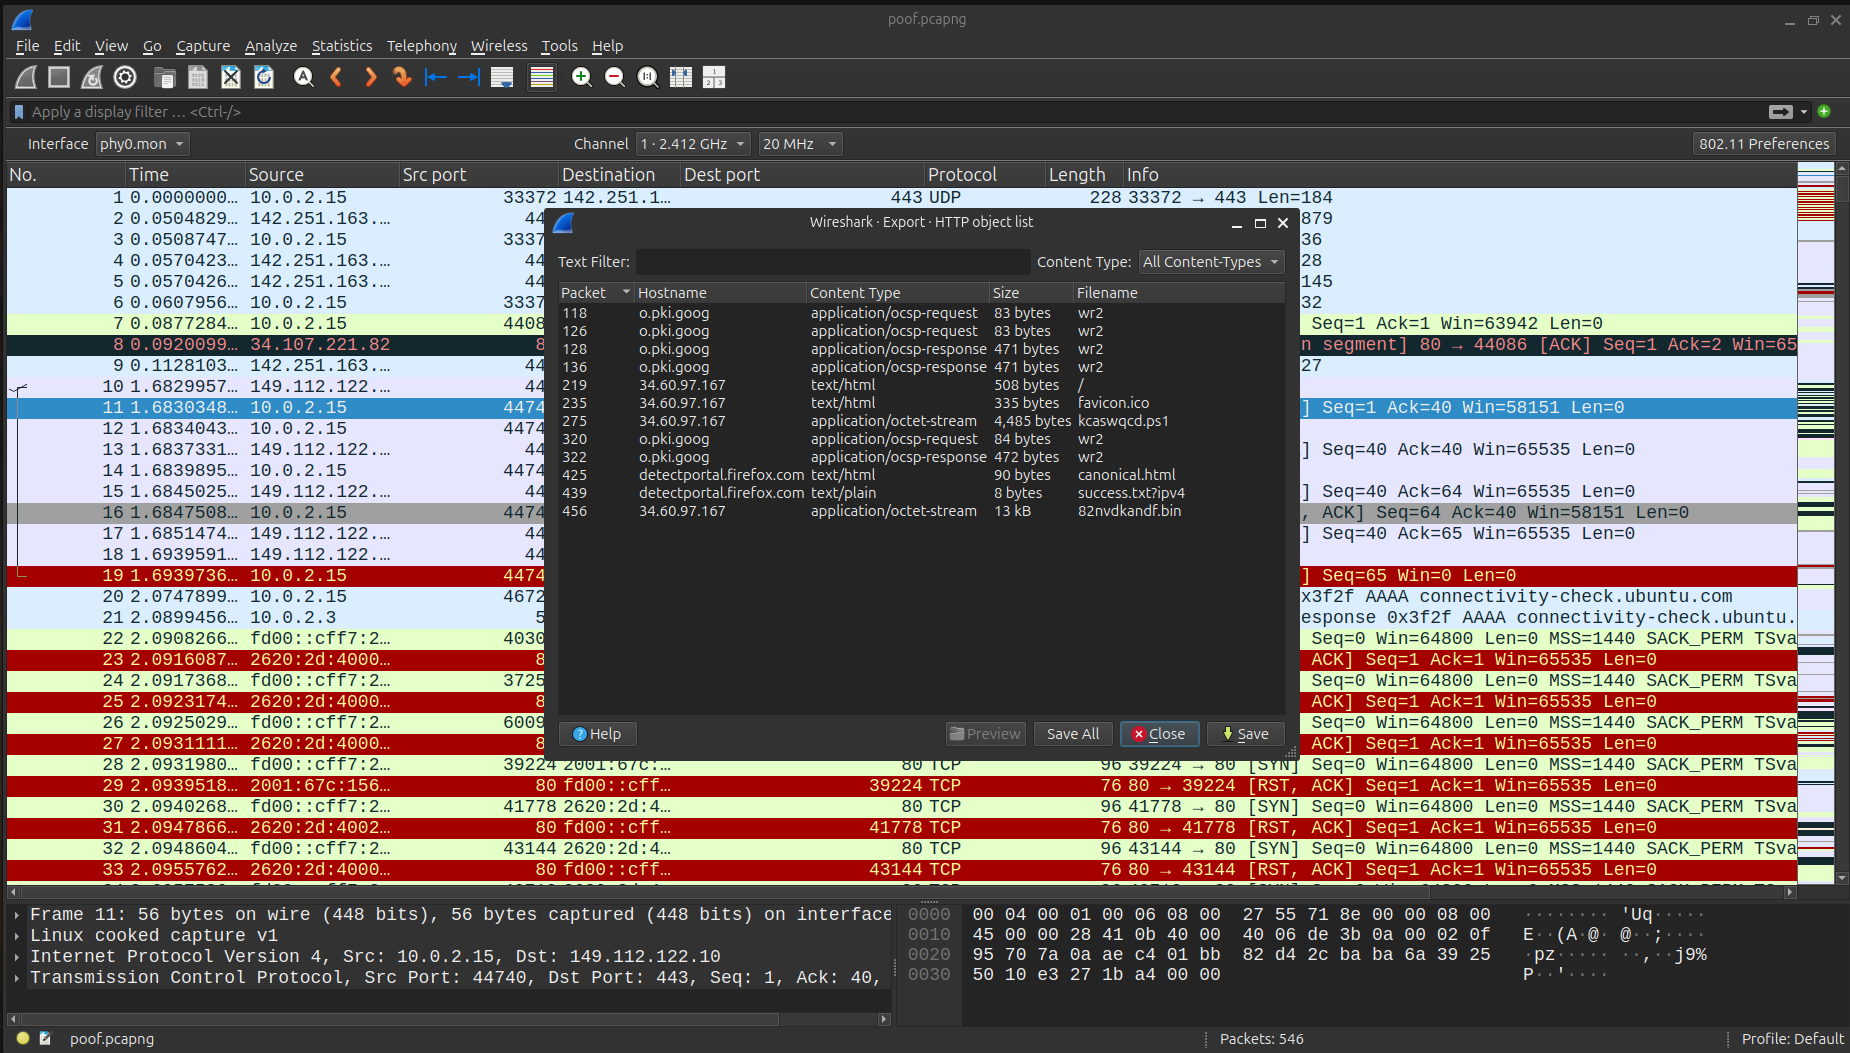 poof.pcapng
File Edit View Go Capture Analyze Statistics Telephony Wireless Tools Help
Apply a display filter … <Ctrl-/>
Interface phy0.mon Channel 1 · 2.412 GHz 20 MHz 802.11 Preferences
No. Time Source Src port Destination Dest port Protocol Length Info
1 0.0000000… 10.0.2.15 33372 142.251.1… 443 UDP 228 33372 → 443 Len=184
2 0.0504829… 142.251.163.… 44 879
3 0.0508747… 10.0.2.15 3337 36
4 0.0570423… 142.251.163.… 44 28
5 0.0570426… 142.251.163.… 44 145
6 0.0607956… 10.0.2.15 3337 32
7 0.0877284… 10.0.2.15 4408 Seq=1 Ack=1 Win=63942 Len=0
8 0.0920099… 34.107.221.82 8 n segment] 80 → 44086 [ACK] Seq=1 Ack=2 Win=65
9 0.1128103… 142.251.163.… 44 27
10 1.6829957… 149.112.122.… 44
11 1.6830348… 10.0.2.15 4474 ] Seq=1 Ack=40 Win=58151 Len=0
12 1.6834043… 10.0.2.15 4474
13 1.6837331… 149.112.122.… 44 ] Seq=40 Ack=40 Win=65535 Len=0
14 1.6839895… 10.0.2.15 4474
15 1.6845025… 149.112.122.… 44 ] Seq=40 Ack=64 Win=65535 Len=0
16 1.6847508… 10.0.2.15 4474 , ACK] Seq=64 Ack=40 Win=58151 Len=0
17 1.6851474… 149.112.122.… 44 ] Seq=40 Ack=65 Win=65535 Len=0
18 1.6939591… 149.112.122.… 44
19 1.6939736… 10.0.2.15 4474 ] Seq=65 Win=0 Len=0
20 2.0747899… 10.0.2.15 4672 x3f2f AAAA connectivity-check.ubuntu.com
21 2.0899456… 10.0.2.3 5 esponse 0x3f2f AAAA connectivity-check.ubuntu.
22 2.0908266… fd00::cff7:2… 4030 Seq=0 Win=64800 Len=0 MSS=1440 SACK_PERM TSva
23 2.0916087… 2620:2d:4000… 8 ACK] Seq=1 Ack=1 Win=65535 Len=0
24 2.0917368… fd00::cff7:2… 3725 Seq=0 Win=64800 Len=0 MSS=1440 SACK_PERM TSva
25 2.0923174… 2620:2d:4000… 8 ACK] Seq=1 Ack=1 Win=65535 Len=0
26 2.0925029… fd00::cff7:2… 6009 Seq=0 Win=64800 Len=0 MSS=1440 SACK_PERM TSva
27 2.0931111… 2620:2d:4000… 8 ACK] Seq=1 Ack=1 Win=65535 Len=0
28 2.0931980… fd00::cff7:2… 39224 2001:67c:… 80 TCP 96 39224 → 80 [SYN] Seq=0 Win=64800 Len=0 MSS=1440 SACK_PERM TSva
29 2.0939518… 2001:67c:156… 80 fd00::cff… 39224 TCP 76 80 → 39224 [RST, ACK] Seq=1 Ack=1 Win=65535 Len=0
30 2.0940268… fd00::cff7:2… 41778 2620:2d:4… 80 TCP 96 41778 → 80 [SYN] Seq=0 Win=64800 Len=0 MSS=1440 SACK_PERM TSva
31 2.0947866… 2620:2d:4002… 80 fd00::cff… 41778 TCP 76 80 → 41778 [RST, ACK] Seq=1 Ack=1 Win=65535 Len=0
32 2.0948604… fd00::cff7:2… 43144 2620:2d:4… 80 TCP 96 43144 → 80 [SYN] Seq=0 Win=64800 Len=0 MSS=1440 SACK_PERM TSva
33 2.0955762… 2620:2d:4000… 80 fd00::cff… 43144 TCP 76 80 → 43144 [RST, ACK] Seq=1 Ack=1 Win=65535 Len=0
Wireshark · Export · HTTP object list
Text Filter: Content Type: All Content-Types
Packet Hostname Content Type Size Filename
118 o.pki.goog application/ocsp-request 83 bytes wr2
126 o.pki.goog application/ocsp-request 83 bytes wr2
128 o.pki.goog application/ocsp-response 471 bytes wr2
136 o.pki.goog application/ocsp-response 471 bytes wr2
219 34.60.97.167 text/html 508 bytes /
235 34.60.97.167 text/html 335 bytes favicon.ico
275 34.60.97.167 application/octet-stream 4,485 bytes kcaswqcd.ps1
320 o.pki.goog application/ocsp-request 84 bytes wr2
322 o.pki.goog application/ocsp-response 472 bytes wr2
425 detectportal.firefox.com text/html 90 bytes canonical.html
439 detectportal.firefox.com text/plain 8 bytes success.txt?ipv4
456 34.60.97.167 application/octet-stream 13 kB 82nvdkandf.bin
Help Preview Save All Close Save
Frame 11: 56 bytes on wire (448 bits), 56 bytes captured (448 bits) on interface
Linux cooked capture v1
Internet Protocol Version 4, Src: 10.0.2.15, Dst: 149.112.122.10
Transmission Control Protocol, Src Port: 44740, Dst Port: 443, Seq: 1, Ack: 40,
0000 00 04 00 01 00 06 08 00 27 55 71 8e 00 00 08 00 ········ 'Uq·····
0010 45 00 00 28 41 0b 40 00 40 06 de 3b 0a 00 02 0f E··(A·@· @··;····
0020 95 70 7a 0a ae c4 01 bb 82 d4 2c ba ba 6a 39 25 ·pz····· ··,··j9%
0030 50 10 e3 27 1b a4 00 00 P··'····
poof.pcapng Packets: 546 Profile: Default